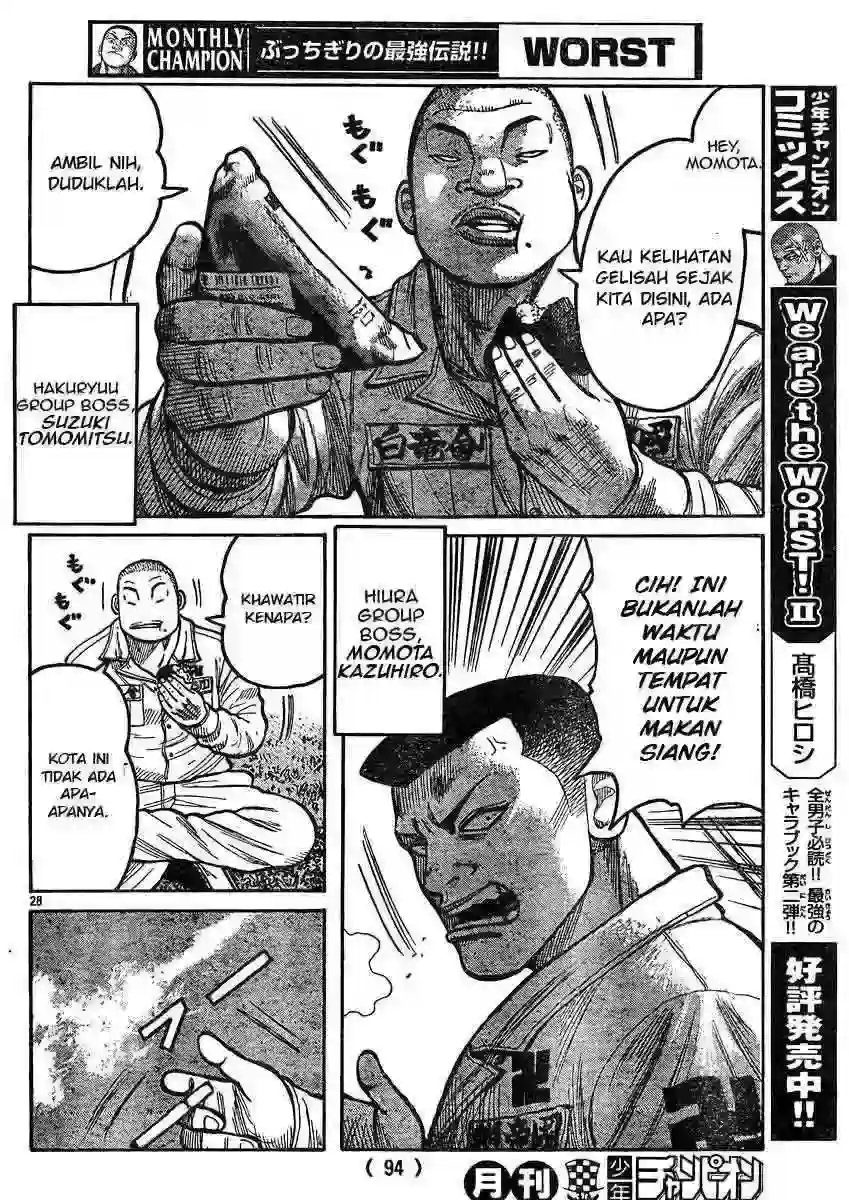 MONTHLY
CHAMPION
ぶっちぎりの最強伝説!!
WORST
HEY,
MOMOTA.
KAU KELIHATAN
GELISAH SEJAK
KITA DISINI, ADA
APA?
もぐ
もぐ
AMBIL NIH,
DUDUKLAH.
HAKURYUU
GROUP BOSS,
SUZUKI
TOMOMITSU.
白竜会
CIH! INI
BUKANLAH
WAKTU
MAUPUN
TEMPAT
UNTUK
MAKAN
SIANG!
HIURA
GROUP
BOSS,
MOMOTA
KAZUHIRO.
卍
卍
KHAWATIR
KENAPA?
もぐ
もぐ
KOTA INI
TIDAK ADA
APA-
APANYA.
28
少年チャンピオン
コミックス
We are the WORST! II
髙橋ヒロシ
全男子必読!! 最強の
キャラブック第二弾!!
好評発売中!!
( 94 )
月刊
少年
チャンピオン